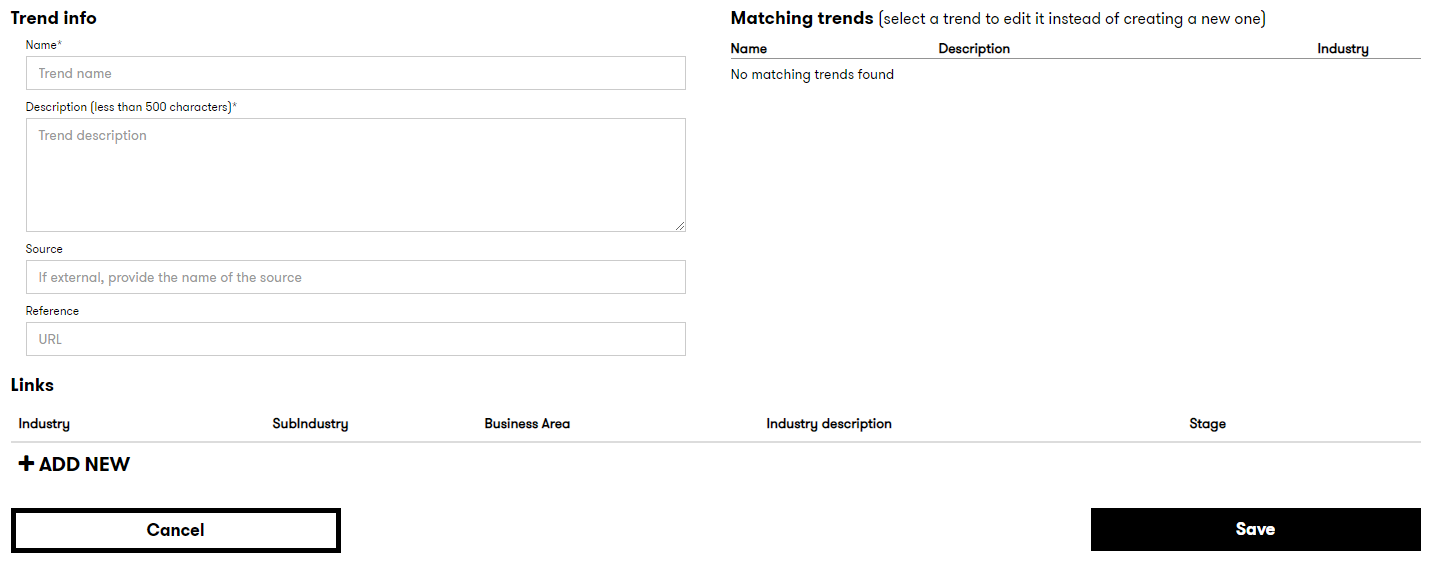 Trend info
Name*
Trend name
Description (less than 500 characters)*
Trend description
Source
If external, provide the name of the source
Reference
URL
Matching trends (select a trend to edit it instead of creating a new one)
Name Description Industry
No matching trends found
Links
Industry SubIndustry Business Area Industry description Stage
+ ADD NEW
Cancel Save